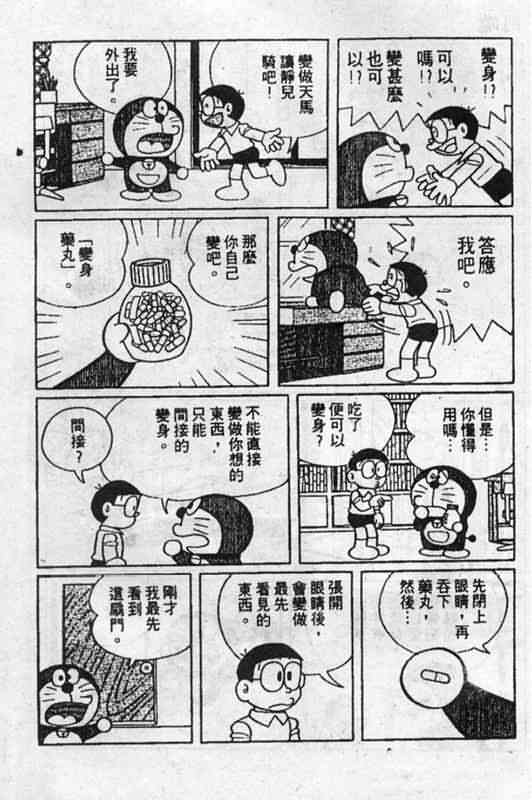 變身!?
可以,
嗎!?
變甚麼
也可
以!?
變做天馬
讓靜兒
騎吧!
我要
外出了。
答應
我吧。
那麼
你自己
變吧。
「變身
藥丸」。
但是…
你懂得
用嗎…
吃了
便可以
變身?
不能直接
變做你想的
東西,
只能
間接的
變身。
間接?
先閉上
眼睛,再
吞下
藥丸,
然後…
張開
眼睛後,
會變做
最先
看見的
東西。
剛才
我最先
看到
這扇門。